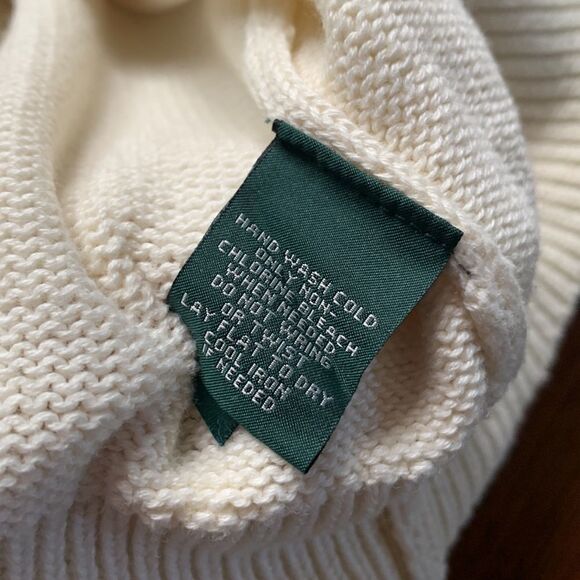 HAND WASH COLD
ONLY NON-
CHLORINE BLEACH
WHEN NEEDED
DO NOT WRING
OR TWIST
LAY FLAT TO DRY
COOL IRON
IF NEEDED